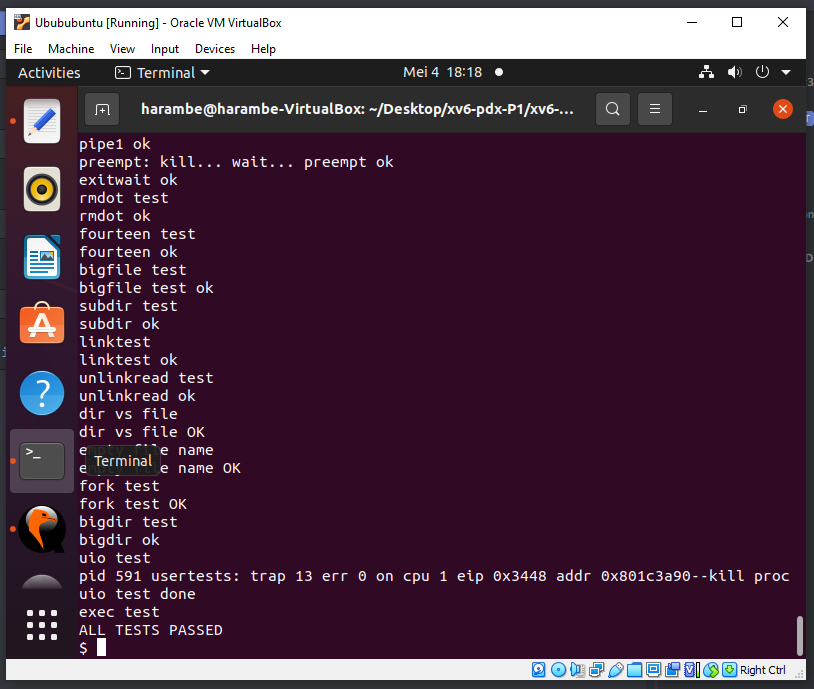 Ubububuntu [Running] - Oracle VM VirtualBox
File Machine View Input Devices Help
Activities Terminal Mei 4 18:18
harambe@harambe-VirtualBox: ~/Desktop/xv6-pdx-P1/xv6-...
pipe1 ok
preempt: kill... wait... preempt ok
exitwait ok
rmdot test
rmdot ok
fourteen test
fourteen ok
bigfile test
bigfile test ok
subdir test
subdir ok
linktest
linktest ok
unlinkread test
unlinkread ok
dir vs file
dir vs file OK
empty file name
Terminal
empty file name OK
fork test
fork test OK
bigdir test
bigdir ok
uio test
pid 591 usertests: trap 13 err 0 on cpu 1 eip 0x3448 addr 0x801c3a90--kill proc
uio test done
exec test
ALL TESTS PASSED
$
Right Ctrl